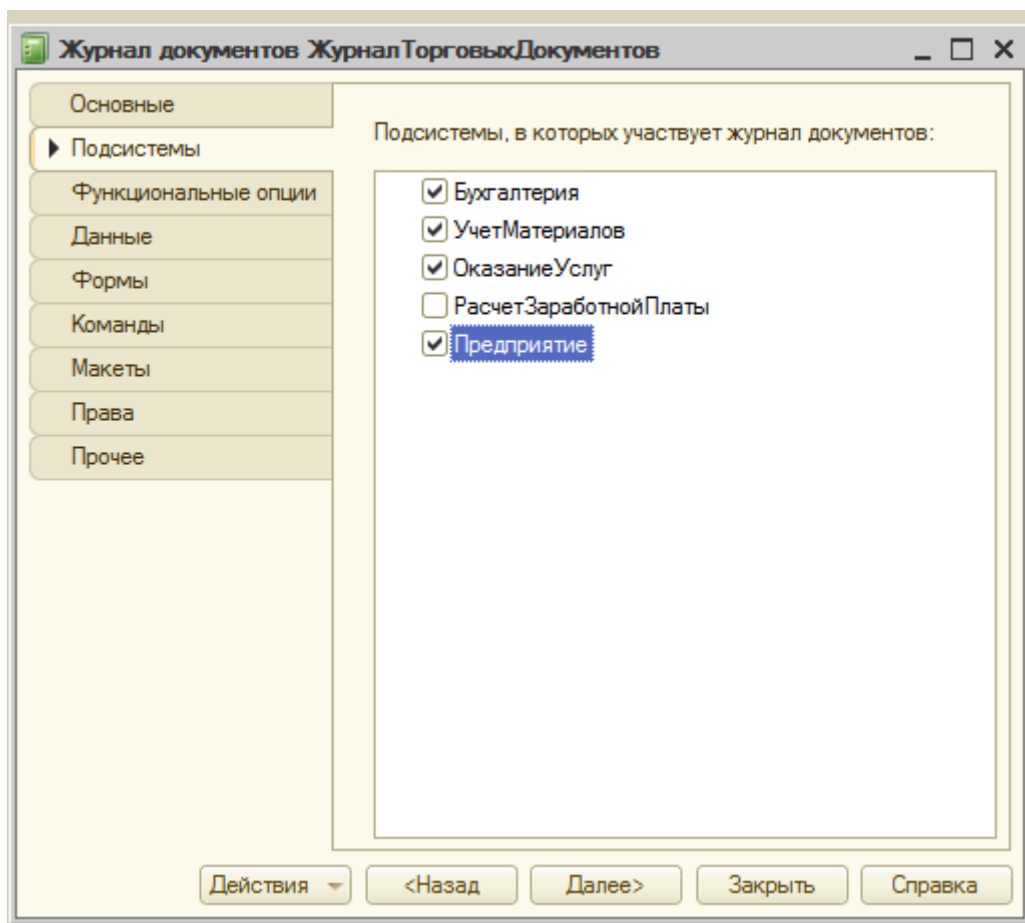 Журнал документов ЖурналТорговыхДокументов
Основные
Подсистемы
Функциональные опции
Данные
Формы
Команды
Макеты
Права
Прочее
Подсистемы, в которых участвует журнал документов:
Бухгалтерия
УчетМатериалов
ОказаниеУслуг
РасчетЗаработнойПлаты
Предприятие
Действия <Назад Далее> Закрыть Справка